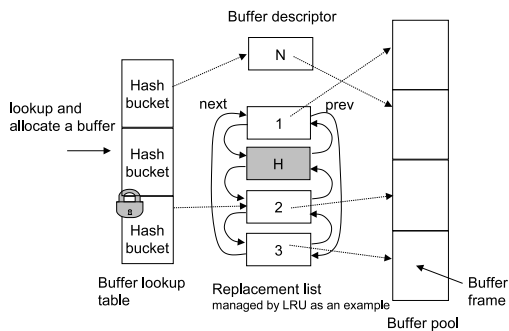 Buffer descriptor
N
Hash
bucket
lookup and
allocate a buffer
next
prev
1
Hash
bucket
H
8
2
Hash
bucket
3
Buffer lookup
table
Replacement list
managed by LRU as an example
Buffer
frame
Buffer pool